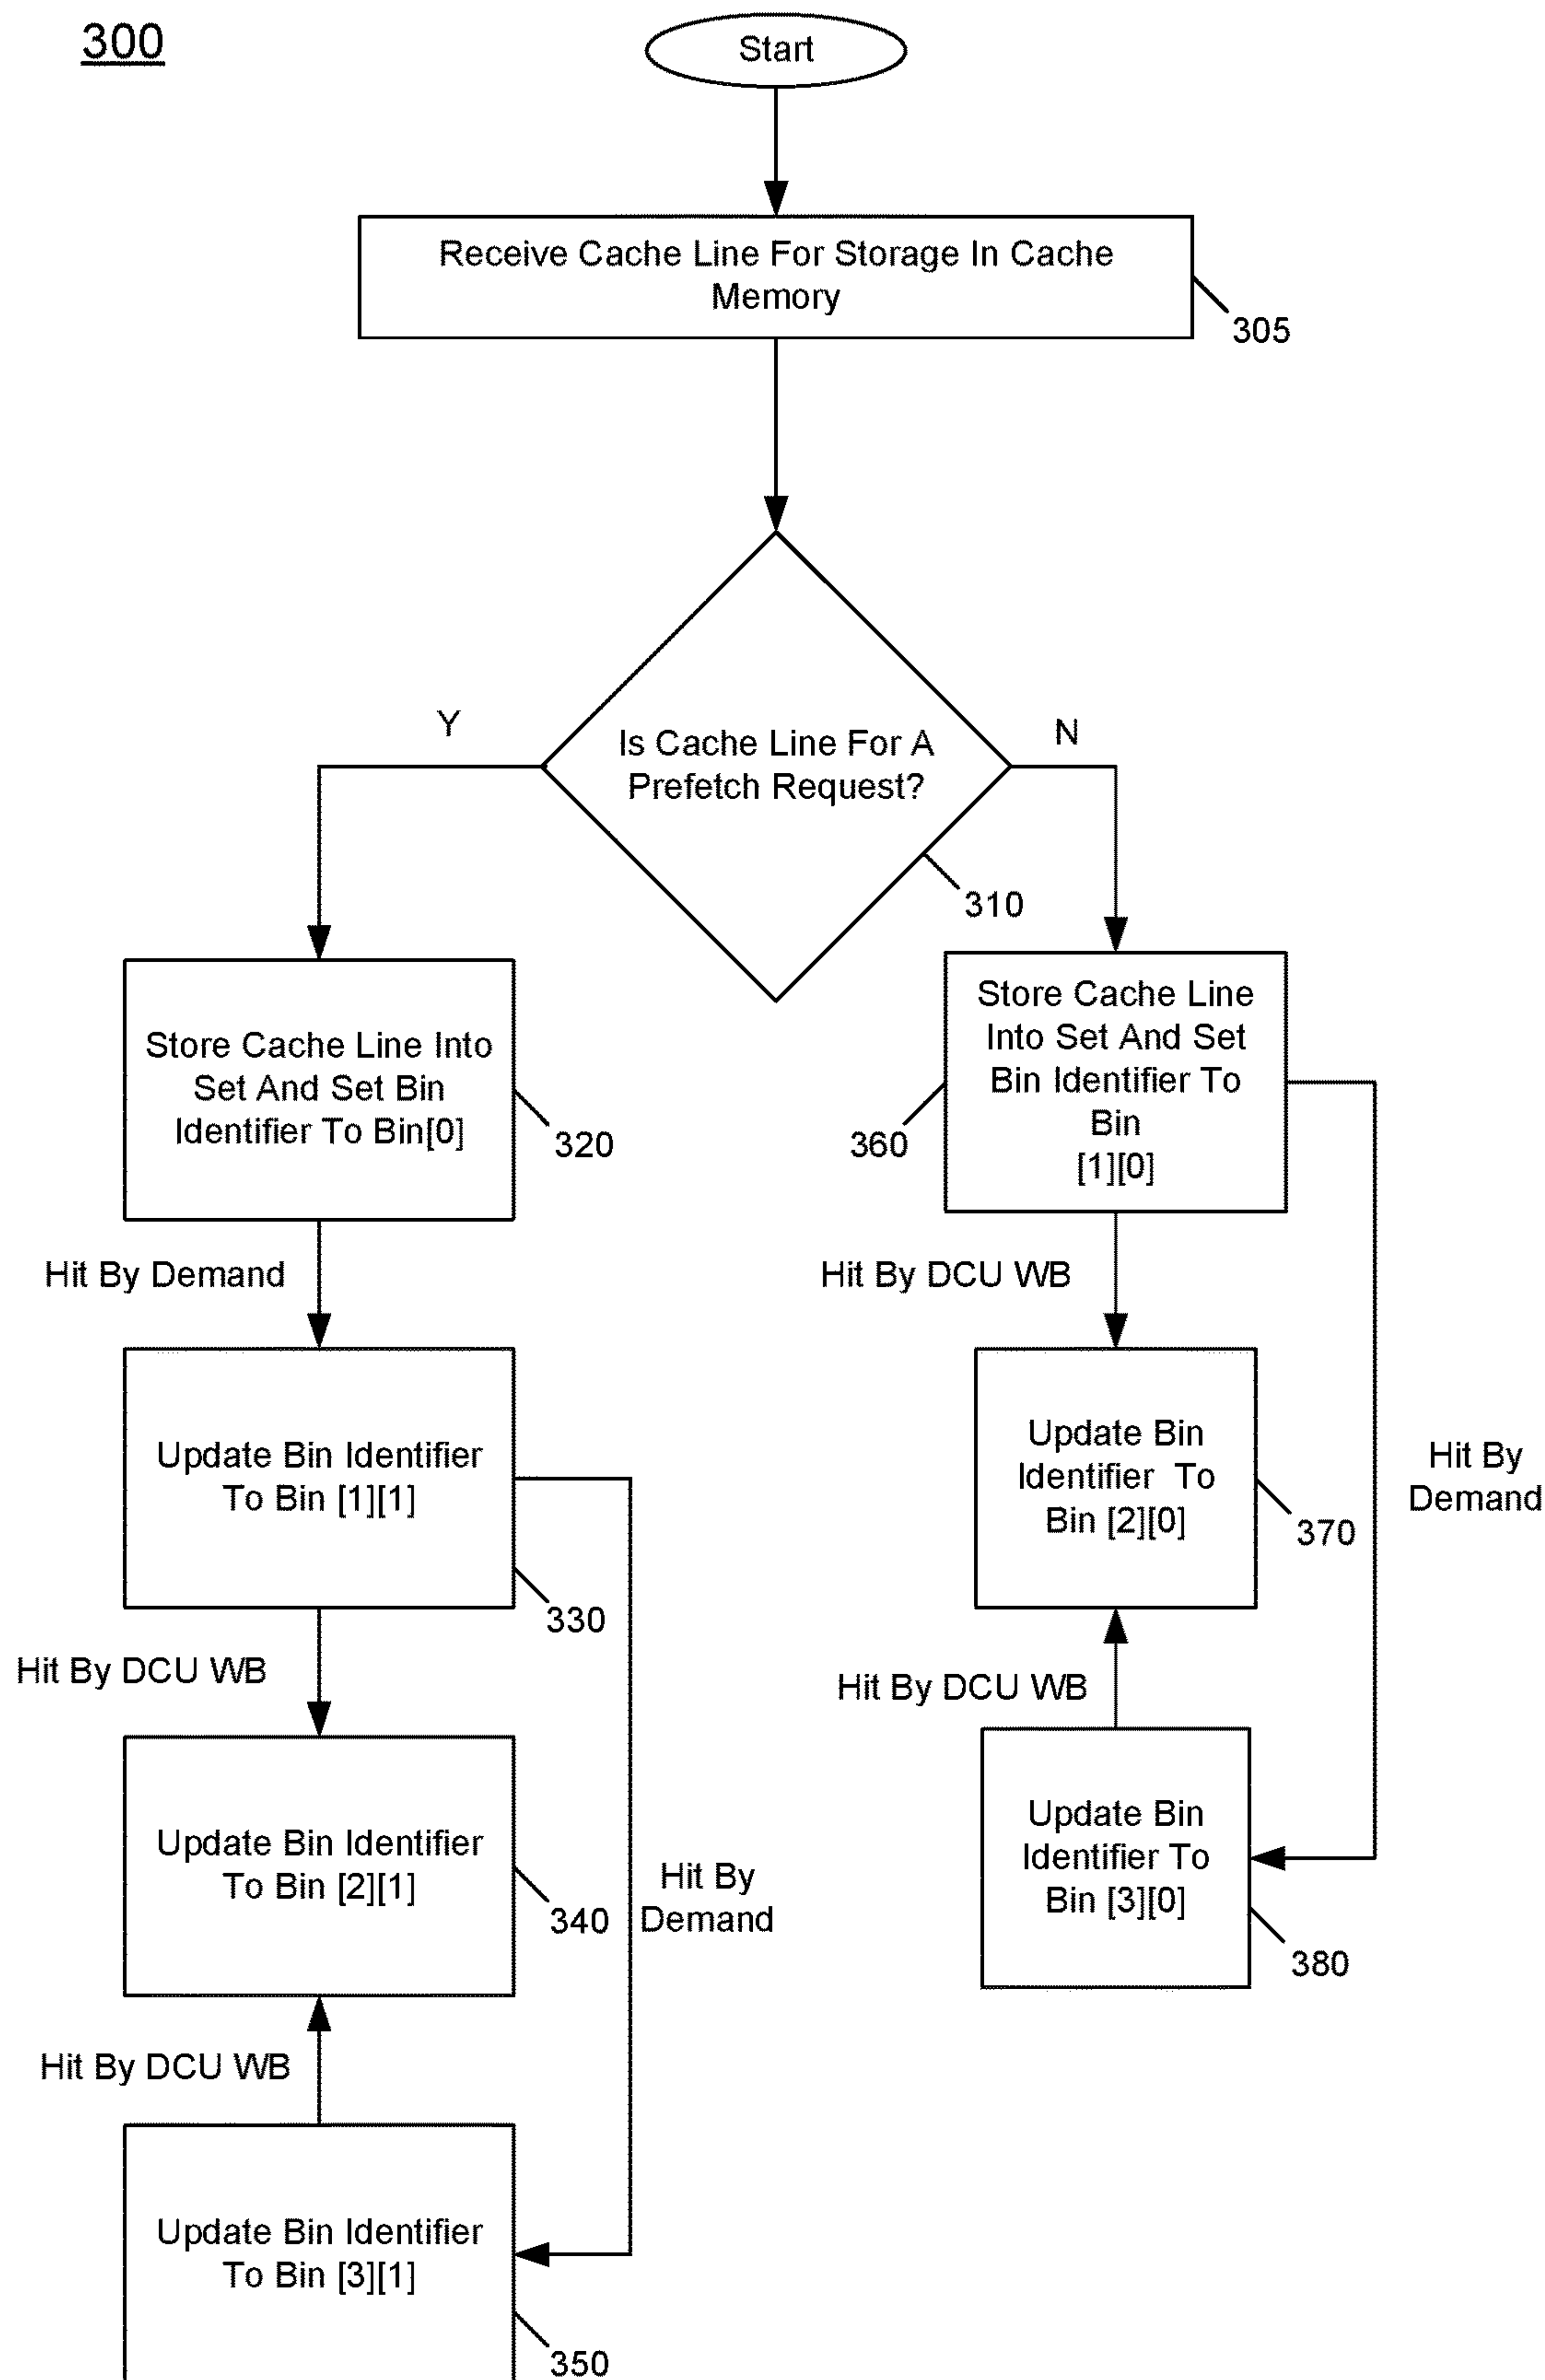 300
Start
Receive Cache Line For Storage In Cache
Memory
305
Y
N
Is Cache Line For A
Prefetch Request?
310
Store Cache Line Into
Set And Set Bin
Identifier To Bin[0]
320
Store Cache Line
Into Set And Set
Bin Identifier To
Bin
[1][0]
360
Hit By Demand
Hit By DCU WB
Update Bin Identifier
To Bin [1][1]
330
Update Bin
Identifier To
Bin [2][0]
370
Hit By
Demand
Hit By DCU WB
Hit By DCU WB
Update Bin Identifier
To Bin [2][1]
340
Hit By
Demand
Update Bin
Identifier To
Bin [3][0]
380
Hit By DCU WB
Update Bin Identifier
To Bin [3][1]
350